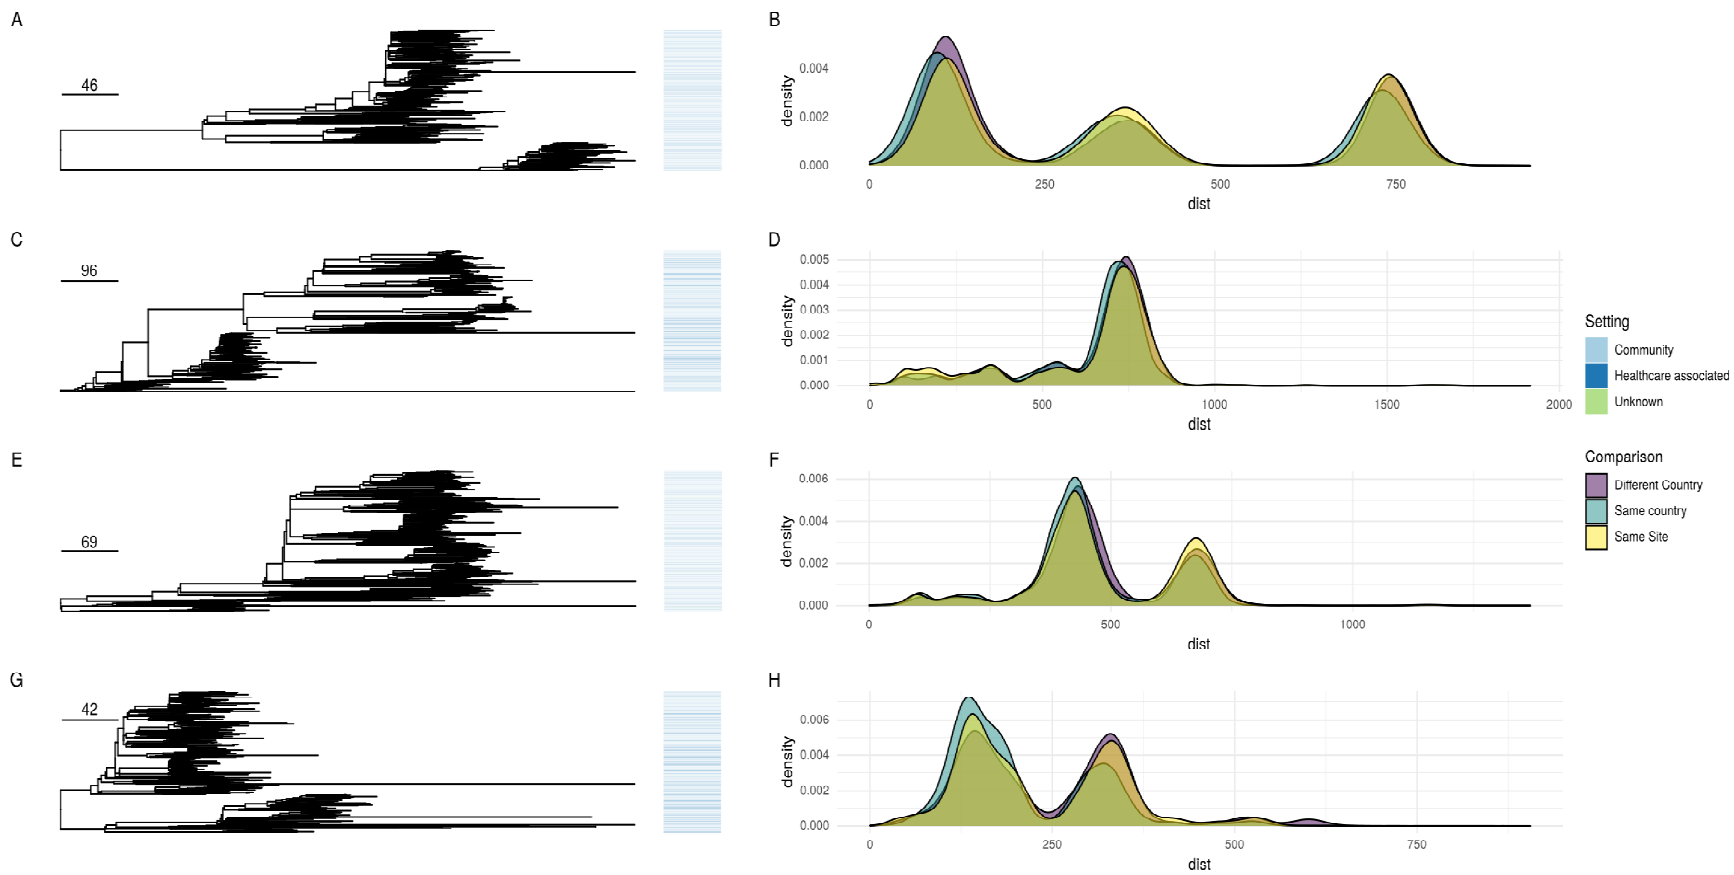 A
46
B
density
0.004
0.002
0.000
0
250
500
750
dist
C
96
D
density
0.005
0.004
0.003
0.002
0.001
0.000
0
500
1000
1500
2000
dist
Setting
Community
Healthcare associated
Unknown
Comparison
Different Country
Same country
Same Site
E
69
F
density
0.006
0.004
0.002
0.000
0
500
1000
dist
G
42
H
density
0.006
0.004
0.002
0.000
0
250
500
750
dist